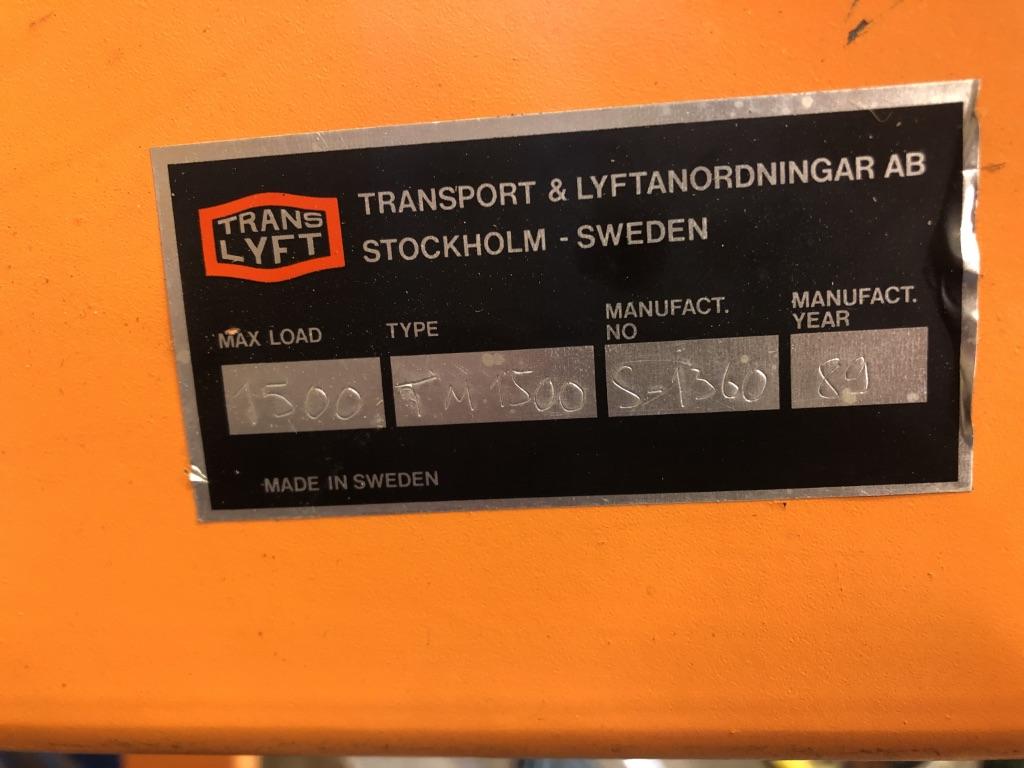 TRANS
LYFT
TRANSPORT & LYFTANORDNINGAR AB
STOCKHOLM - SWEDEN
MAX LOAD
1500
TYPE
TM 1500
MANUFACT.
NO
S-1360
MANUFACT.
YEAR
89
MADE IN SWEDEN